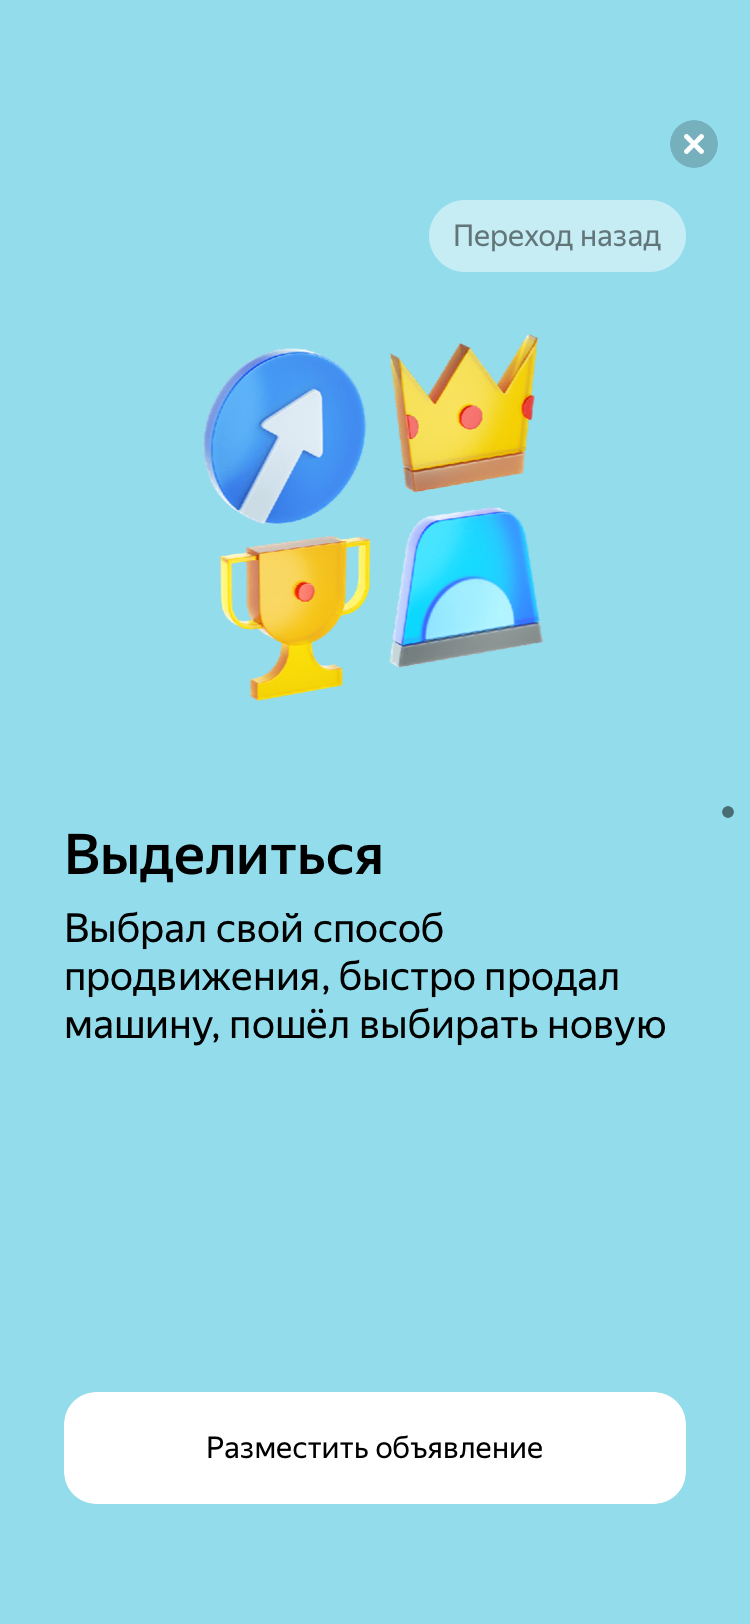 Переход назад
Выделиться
Выбрал свой способ
продвижения, быстро продал
машину, пошёл выбирать новую
Разместить объявление